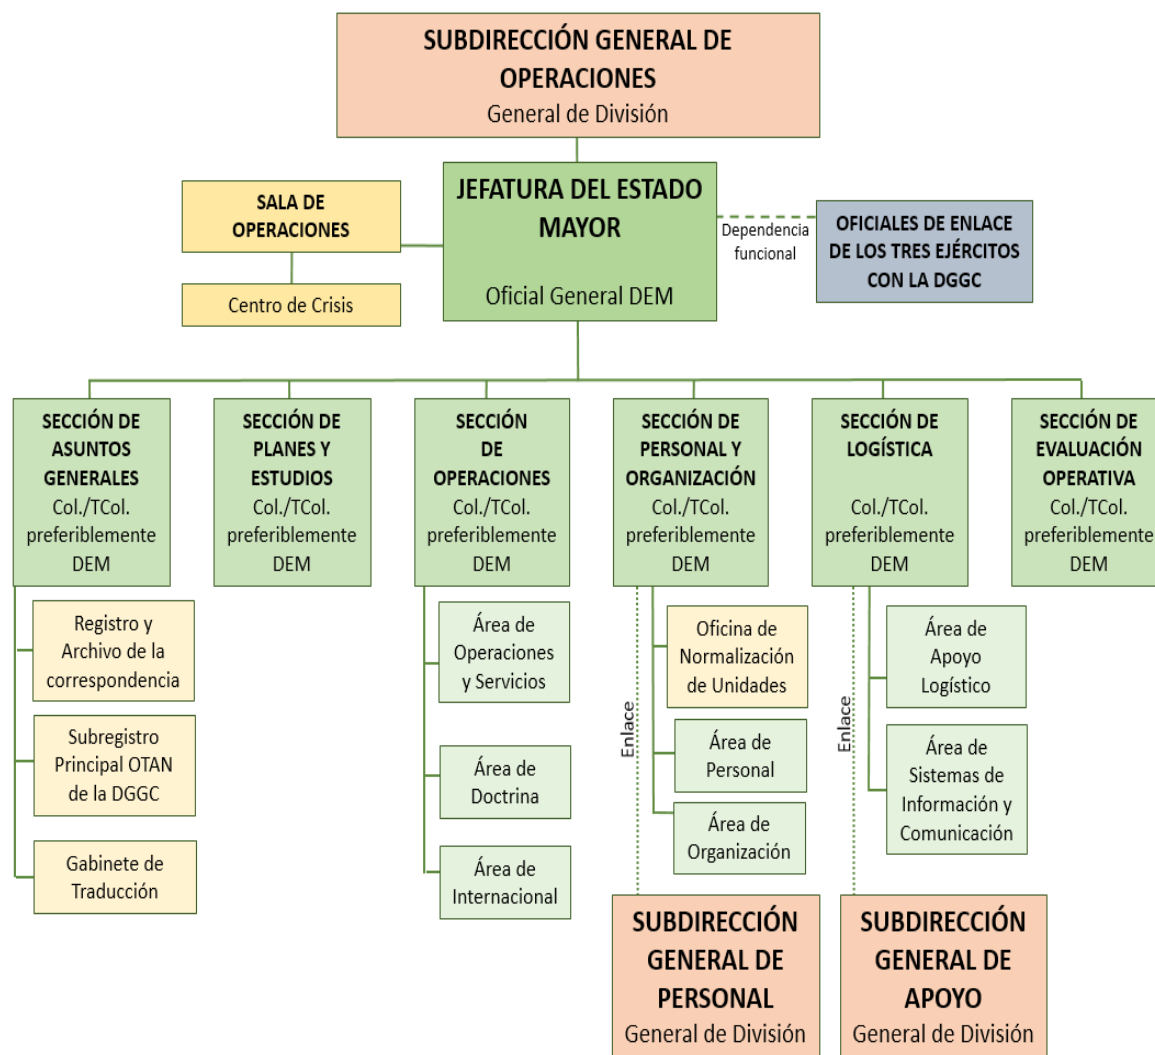 SUBDIRECCIÓN GENERAL DE
OPERACIONES
General de División
JEFATURA DEL ESTADO
MAYOR
Oficial General DEM
SALA DE
OPERACIONES
Centro de Crisis
Dependencia
funcional
OFICIALES DE ENLACE
DE LOS TRES EJÉRCITOS
CON LA DGGC
SECCIÓN DE
ASUNTOS
GENERALES
Col./TCol.
preferiblemente
DEM
SECCIÓN DE
PLANES Y
ESTUDIOS
Col./TCol.
preferiblemente
DEM
SECCIÓN
DE
OPERACIONES
Col./TCol.
preferiblemente
DEM
SECCIÓN DE
PERSONAL Y
ORGANIZACIÓN
Col./TCol.
preferiblemente
DEM
SECCIÓN DE
LOGÍSTICA
Col./TCol.
preferiblemente
DEM
SECCIÓN DE
EVALUACIÓN
OPERATIVA
Col./TCol.
preferiblemente
DEM
Registro y
Archivo de la
correspondencia
Subregistro
Principal OTAN
de la DGGC
Gabinete de
Traducción
Área de
Operaciones
y Servicios
Área de
Doctrina
Área de
Internacional
Enlace
Oficina de
Normalización
de Unidades
Área de
Personal
Área de
Organización
Enlace
Área de
Apoyo
Logístico
Área de
Sistemas de
Información y
Comunicación
SUBDIRECCIÓN
GENERAL DE
PERSONAL
General de División
SUBDIRECCIÓN
GENERAL DE
APOYO
General de División